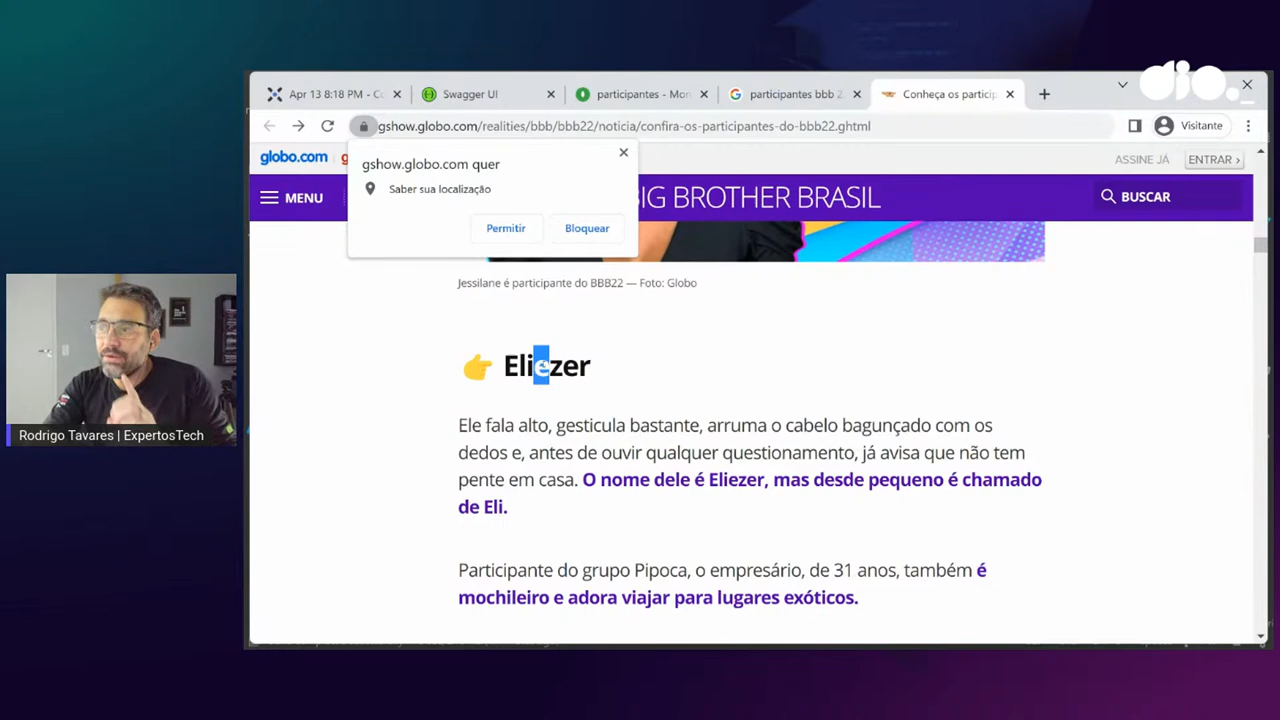 dio.
Apr 13 8:18 PM - C
Swagger UI
participantes - Mon
participantes bbb 2
Conheça os particip
gshow.globo.com/realities/bbb/bbb22/noticia/confira-os-participantes-do-bbb22.ghtml
Visitante
globo.com
g
ASSINE JÁ
ENTRAR ›
gshow.globo.com quer
Saber sua localização
Permitir
Bloquear
MENU
BIG BROTHER BRASIL
BUSCAR
Jessilane é participante do BBB22 — Foto: Globo
Eliezer
Ele fala alto, gesticula bastante, arruma o cabelo bagunçado com os
dedos e, antes de ouvir qualquer questionamento, já avisa que não tem
pente em casa. O nome dele é Eliezer, mas desde pequeno é chamado
de Eli.
Participante do grupo Pipoca, o empresário, de 31 anos, também é
mochileiro e adora viajar para lugares exóticos.
Rodrigo Tavares | ExpertosTech